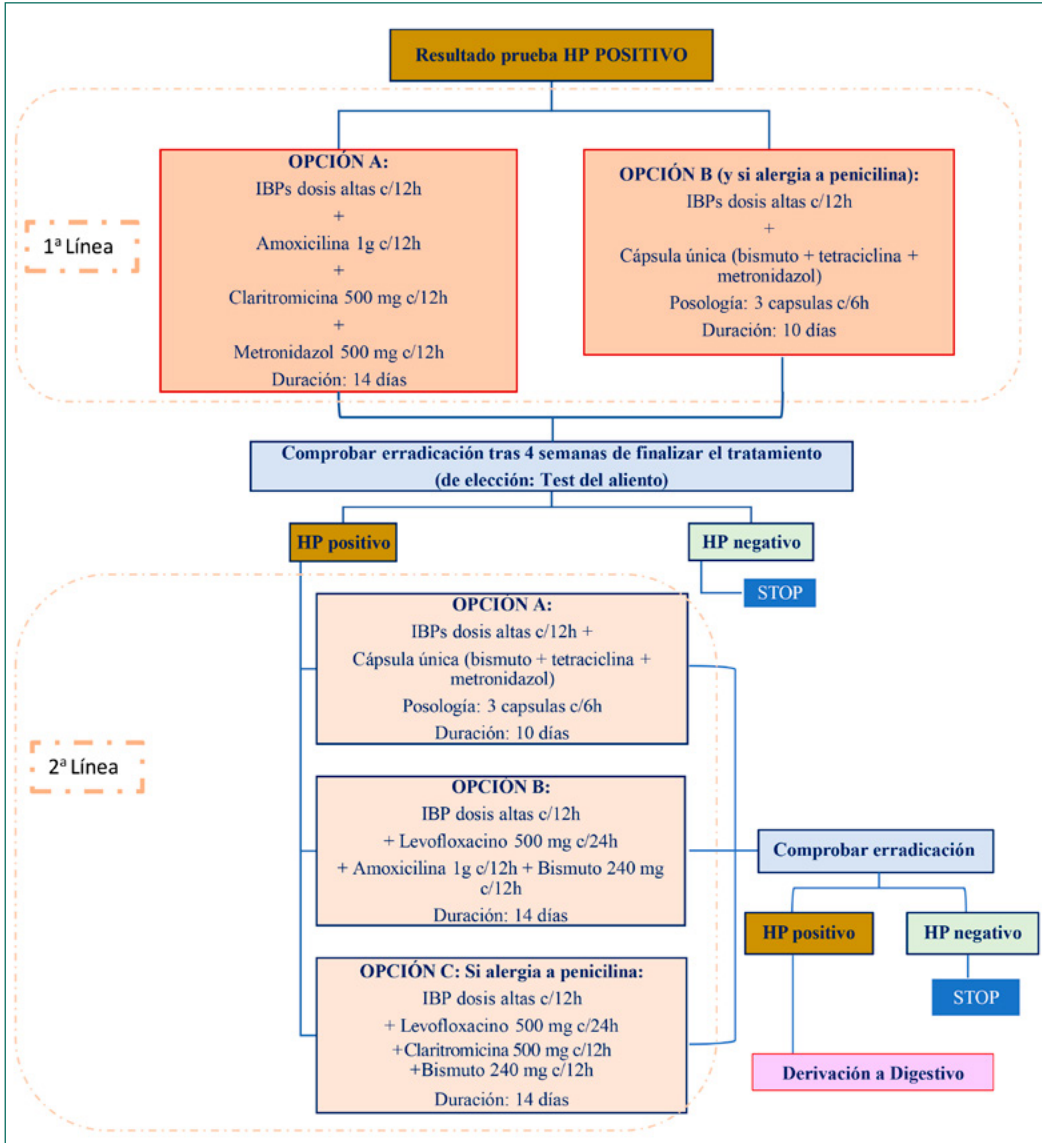 Resultado prueba HP POSITIVO
1ª Línea
OPCIÓN A:
IBPs dosis altas c/12h
+
Amoxicilina 1g c/12h
+
Claritromicina 500 mg c/12h
+
Metronidazol 500 mg c/12h
Duración: 14 días
OPCIÓN B (y si alergia a penicilina):
IBPs dosis altas c/12h
+
Cápsula única (bismuto + tetraciclina +
metronidazol)
Posología: 3 capsulas c/6h
Duración: 10 días
Comprobar erradicación tras 4 semanas de finalizar el tratamiento
(de elección: Test del aliento)
HP positivo
HP negativo
STOP
2ª Línea
OPCIÓN A:
IBPs dosis altas c/12h +
Cápsula única (bismuto + tetraciclina +
metronidazol)
Posología: 3 capsulas c/6h
Duración: 10 días
OPCIÓN B:
IBP dosis altas c/12h
+ Levofloxacino 500 mg c/24h
+ Amoxicilina 1g c/12h + Bismuto 240 mg
c/12h
Duración: 14 días
OPCIÓN C: Si alergia a penicilina:
IBP dosis altas c/12h
+ Levofloxacino 500 mg c/24h
+Claritromicina 500 mg c/12h
+Bismuto 240 mg c/12h
Duración: 14 días
Comprobar erradicación
HP positivo
HP negativo
STOP
Derivación a Digestivo